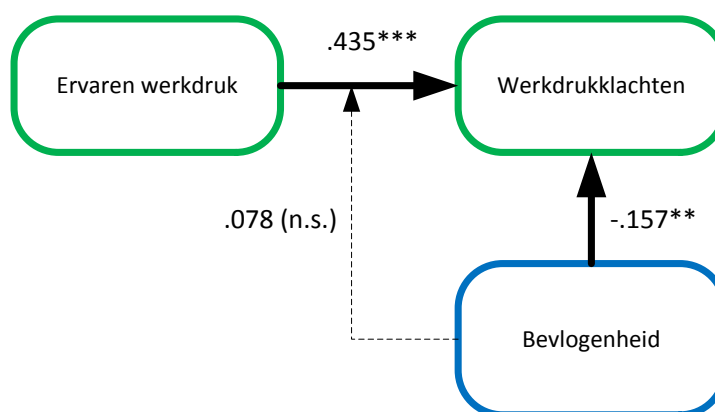 .435***
Ervaren werkdruk
Werkdrukklachten
.078 (n.s.)
-.157**
Bevlogenheid